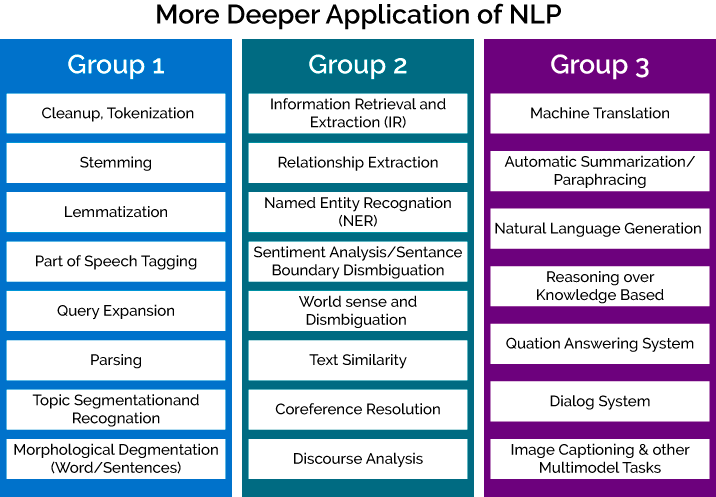 More Deeper Application of NLP
Group 1
Cleanup, Tokenization
Stemming
Lemmatization
Part of Speech Tagging
Query Expansion
Parsing
Topic Segmentationand
Recognation
Morphological Degmentation
(Word/Sentences)
Group 2
Information Retrieval and
Extraction (IR)
Relationship Extraction
Named Entity Recognation
(NER)
Sentiment Analysis/Sentance
Boundary Dismbiguation
World sense and
Dismbiguation
Text Similarity
Coreference Resolution
Discourse Analysis
Group 3
Machine Translation
Automatic Summarization/
Paraphracing
Natural Language Generation
Reasoning over
Knowledge Based
Quation Answering System
Dialog System
Image Captioning & other
Multimodel Tasks